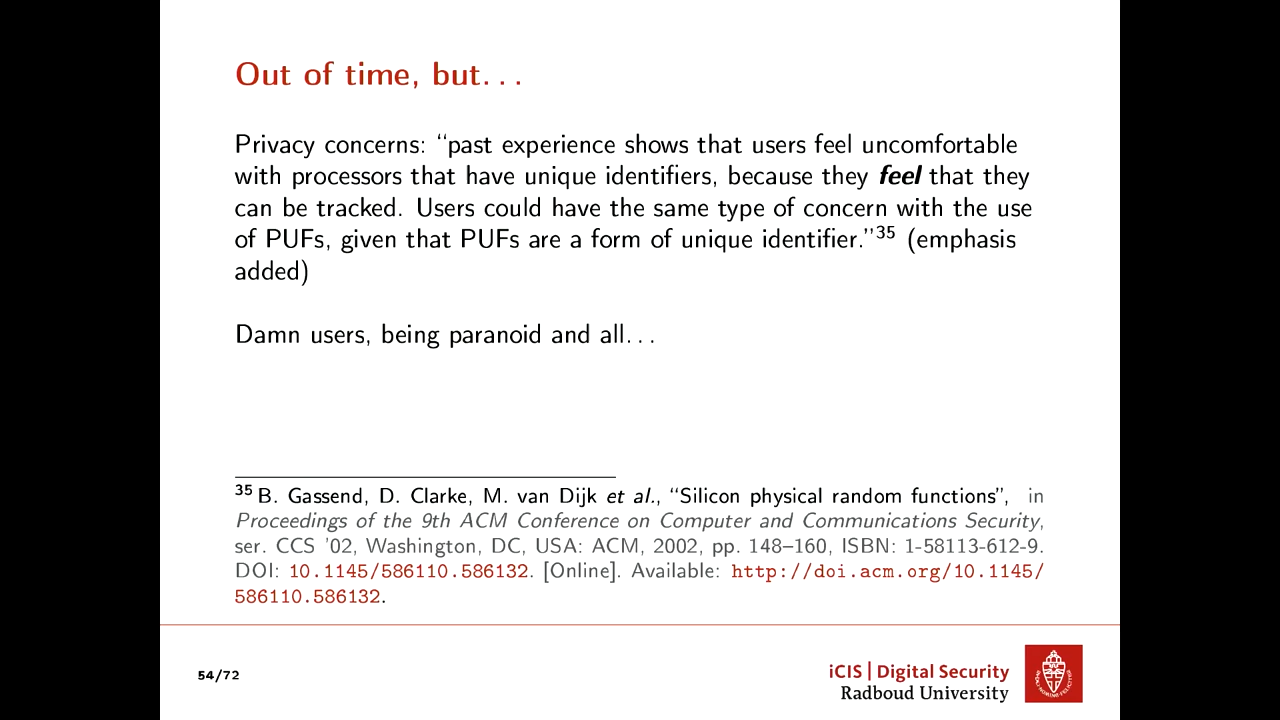 Out of time, but. . .
Privacy concerns: “past experience shows that users feel uncomfortable
with processors that have unique identifiers, because they feel that they
can be tracked. Users could have the same type of concern with the use
of PUFs, given that PUFs are a form of unique identifier.”35 (emphasis
added)
Damn users, being paranoid and all. . .
35 B. Gassend, D. Clarke, M. van Dijk et al., “Silicon physical random functions”, in
Proceedings of the 9th ACM Conference on Computer and Communications Security,
ser. CCS ’02, Washington, DC, USA: ACM, 2002, pp. 148–160, ISBN: 1-58113-612-9.
DOI: 10.1145/586110.586132. [Online]. Available: http://doi.acm.org/10.1145/
586110.586132.
54/72
iCIS | Digital Security
Radboud University